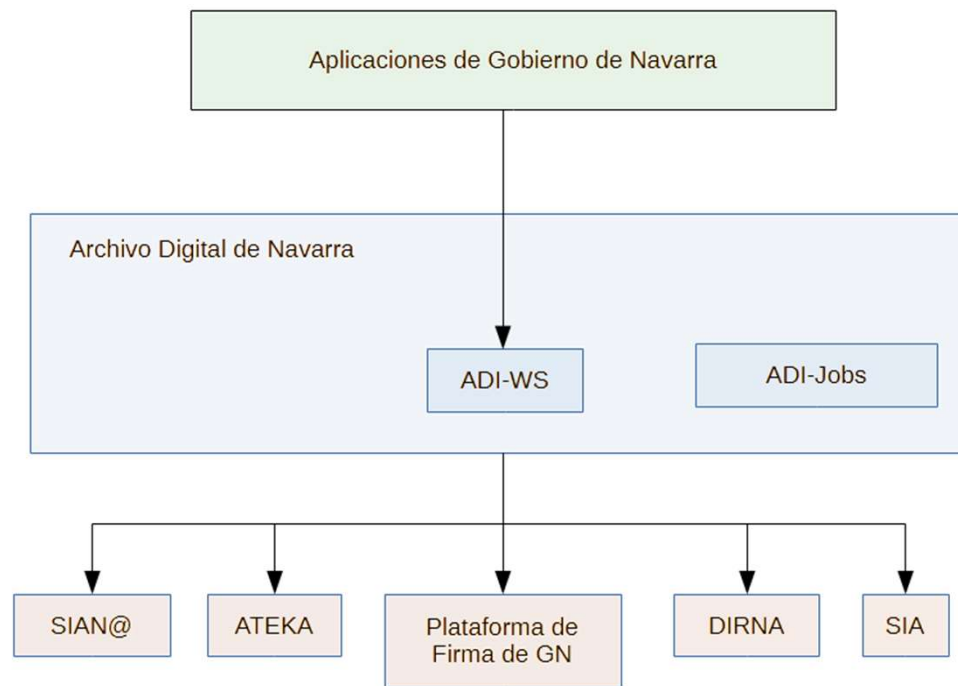 Aplicaciones de Gobierno de Navarra
Archivo Digital de Navarra
ADI-WS
ADI-Jobs
SIAN@
ATEKA
Plataforma de
Firma de GN
DIRNA
SIA